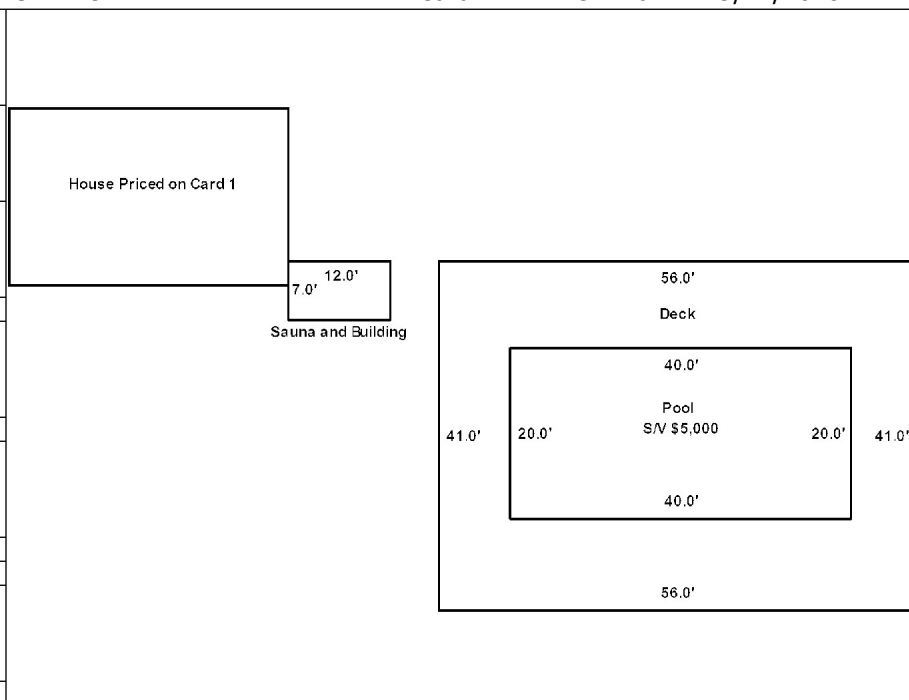 House Priced on Card 1
12.0'
7.0'
Sauna and Building
56.0'
Deck
40.0'
Pool
41.0'
20.0'
S/V $5,000
20.0'
41.0'
40.0'
56.0'